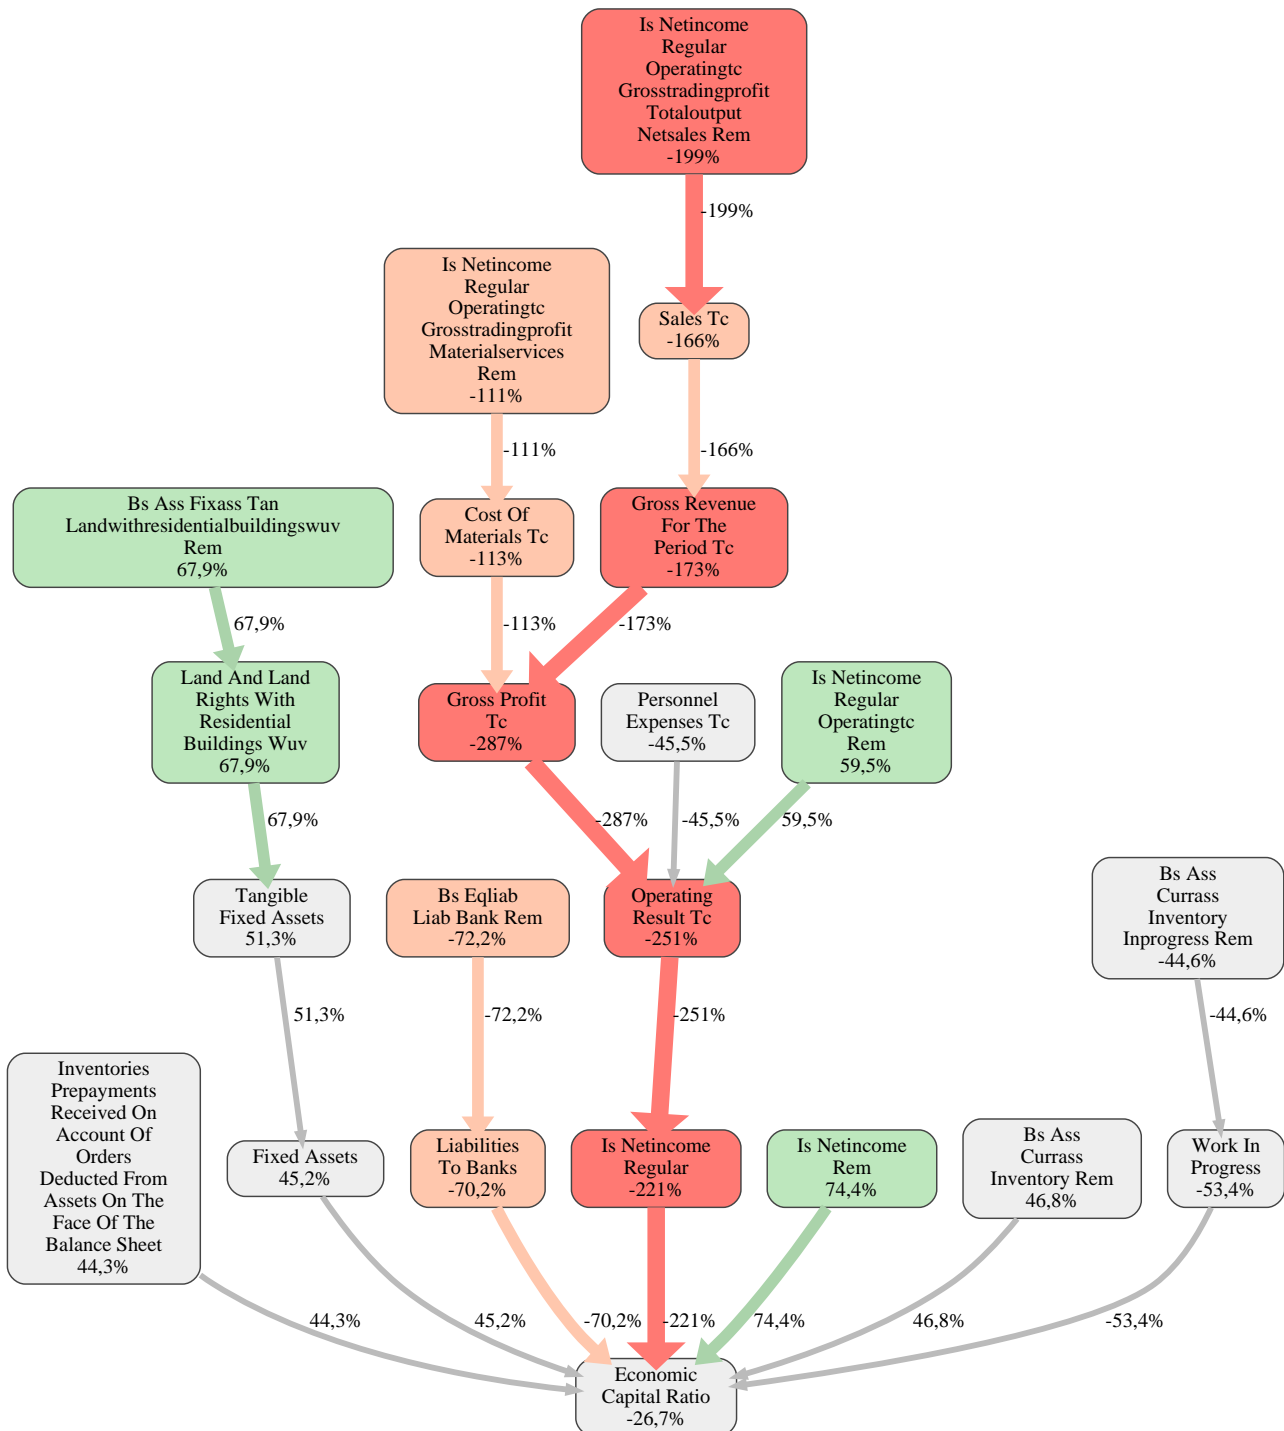 Is Netincome
Regular
Operatingtc
Grosstradingprofit
Totaloutput
Netsales Rem
-199%
-199%
Is Netincome
Regular
Operatingtc
Grosstradingprofit
Materialservices
Rem
-111%
Sales Tc
-166%
-111%
-166%
Bs Ass Fixass Tan
Landwithresidentialbuildingswuv
Rem
67,9%
Cost Of
Materials Tc
-113%
Gross Revenue
For The
Period Tc
-173%
67,9%
-113%
-173%
Land And Land
Rights With
Residential
Buildings Wuv
67,9%
Gross Profit
Tc
-287%
Personnel
Expenses Tc
-45,5%
Is Netincome
Regular
Operatingtc
Rem
59,5%
67,9%
-287%
-45,5%
59,5%
Tangible
Fixed Assets
51,3%
Bs Eqliab
Liab Bank Rem
-72,2%
Operating
Result Tc
-251%
Bs Ass
Currass
Inventory
Inprogress Rem
-44,6%
51,3%
-72,2%
-251%
-44,6%
Inventories
Prepayments
Received On
Account Of
Orders
Deducted From
Assets On The
Face Of The
Balance Sheet
44,3%
Fixed Assets
45,2%
Liabilities
To Banks
-70,2%
Is Netincome
Regular
-221%
Is Netincome
Rem
74,4%
Bs Ass
Currass
Inventory Rem
46,8%
Work In
Progress
-53,4%
44,3%
45,2%
-70,2%
-221%
74,4%
46,8%
-53,4%
Economic
Capital Ratio
-26,7%